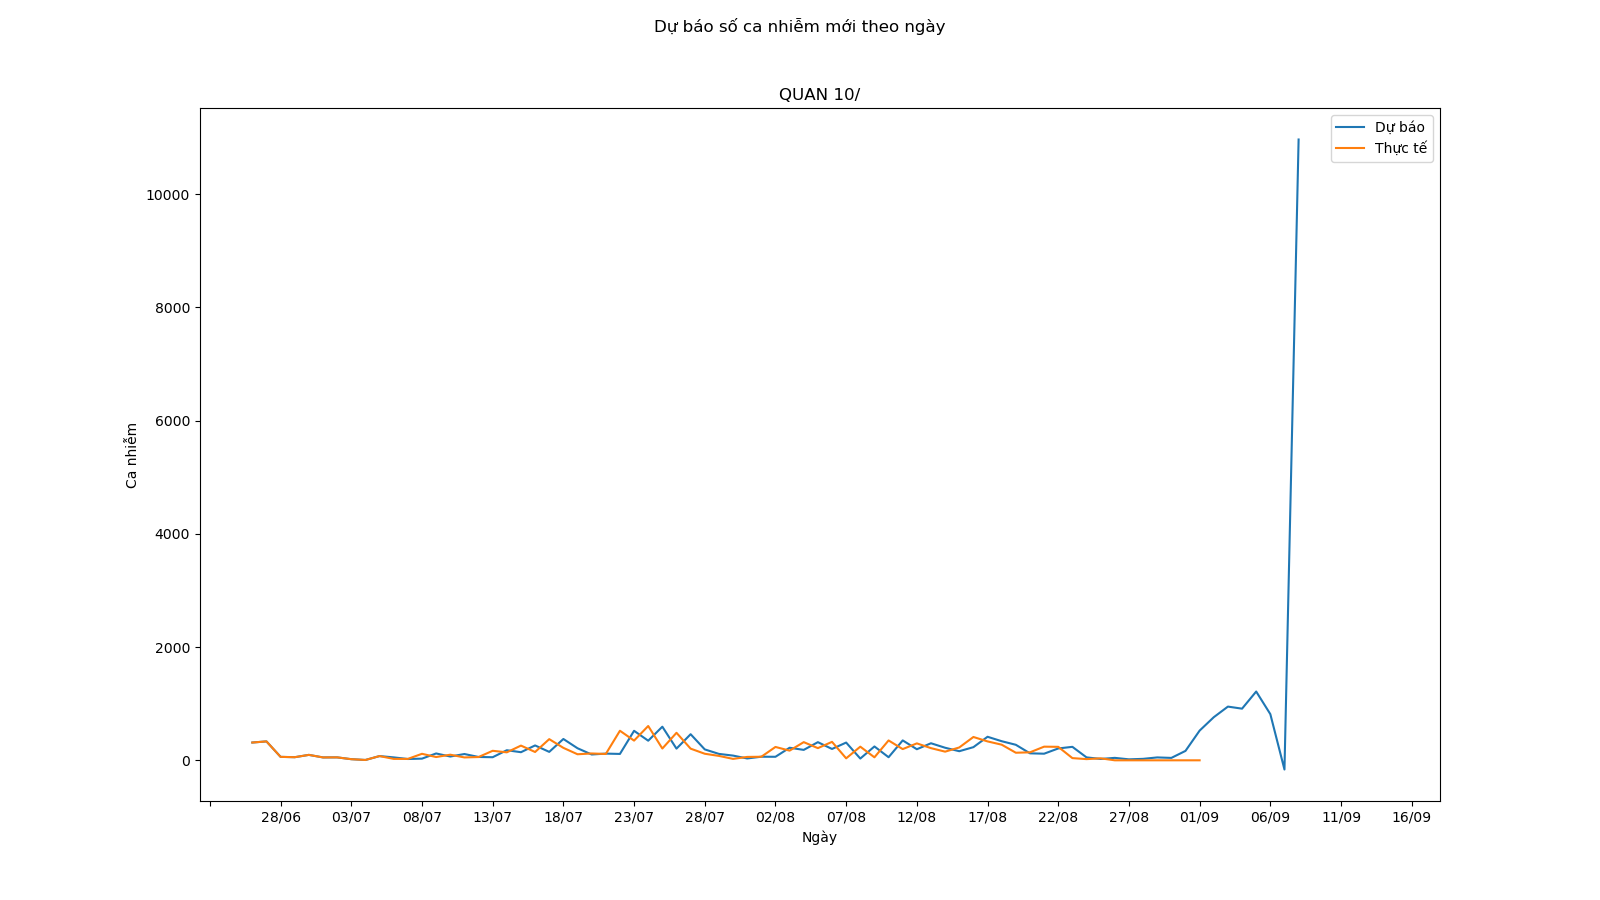 Dự báo số ca nhiễm mới theo ngày
QUAN 10/
Dự báo
Thực tế
10000
8000
6000
4000
2000
0
Ca nhiễm
28/06 03/07 08/07 13/07 18/07 23/07 28/07 02/08 07/08 12/08 17/08 22/08 27/08 01/09 06/09 11/09 16/09
Ngày